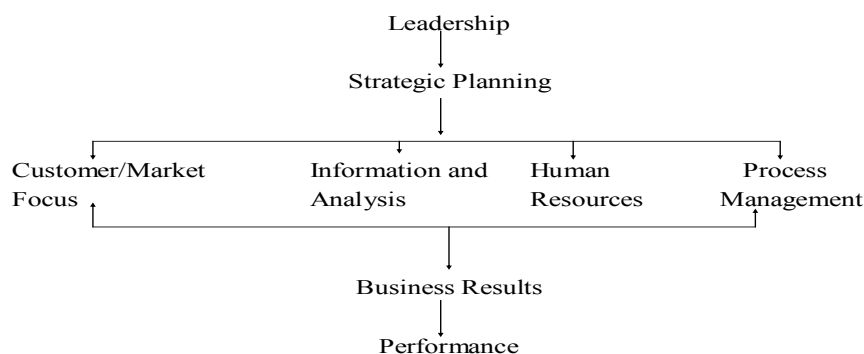 Leadership
Strategic Planning
Customer/Market Focus
Information and Analysis
Human Resources
Process Management
Business Results
Performance